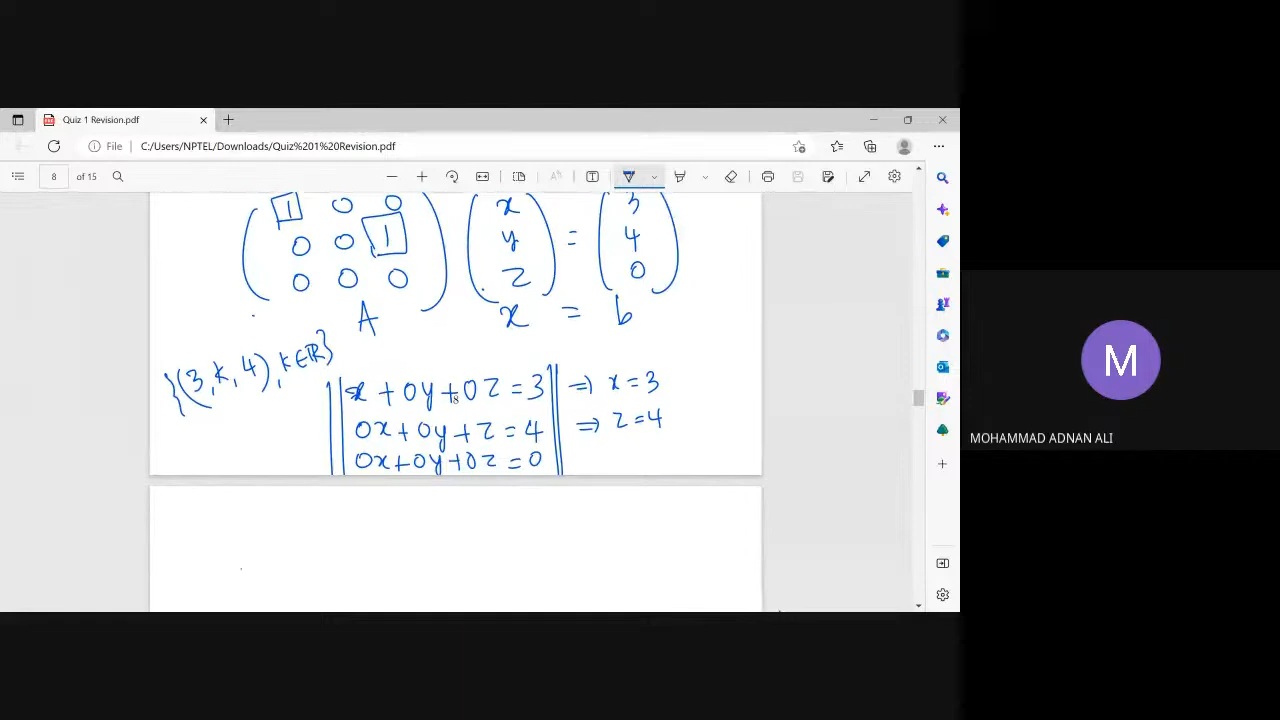 Quiz 1 Revision.pdf
File C:/Users/NPTEL/Downloads/Quiz%201%20Revision.pdf
8 of 15
1 0 0 x 3
0 0 1 y = 4
0 0 0 z 0
A x = b
{(3, k, 4), k∈ℝ}
x + 0y + 0z = 3 ⇒ x = 3
0x + 0y + z = 4 ⇒ z = 4
0x + 0y + 0z = 0
M
MOHAMMAD ADNAN ALI